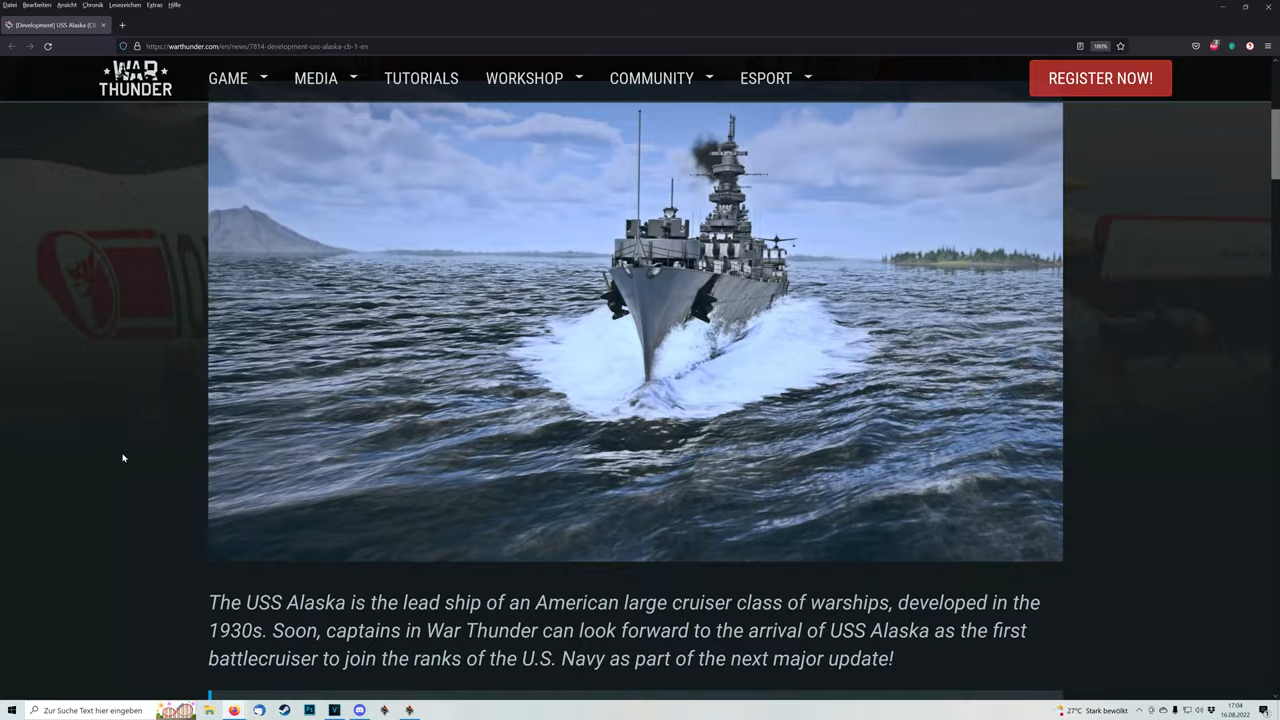 Datei Bearbeiten Ansicht Chronik Lesezeichen Extras Hilfe
[Development] USS Alaska (CB
https://warthunder.com/en/news/7814-development-uss-alaska-cb-1-en
180%
WAR
THUNDER
GAME MEDIA TUTORIALS WORKSHOP COMMUNITY ESPORT REGISTER NOW!
The USS Alaska is the lead ship of an American large cruiser class of warships, developed in the
1930s. Soon, captains in War Thunder can look forward to the arrival of USS Alaska as the first
battlecruiser to join the ranks of the U.S. Navy as part of the next major update!
Zur Suche Text hier eingeben
27°C Stark bewölkt
17:04
16.08.2022